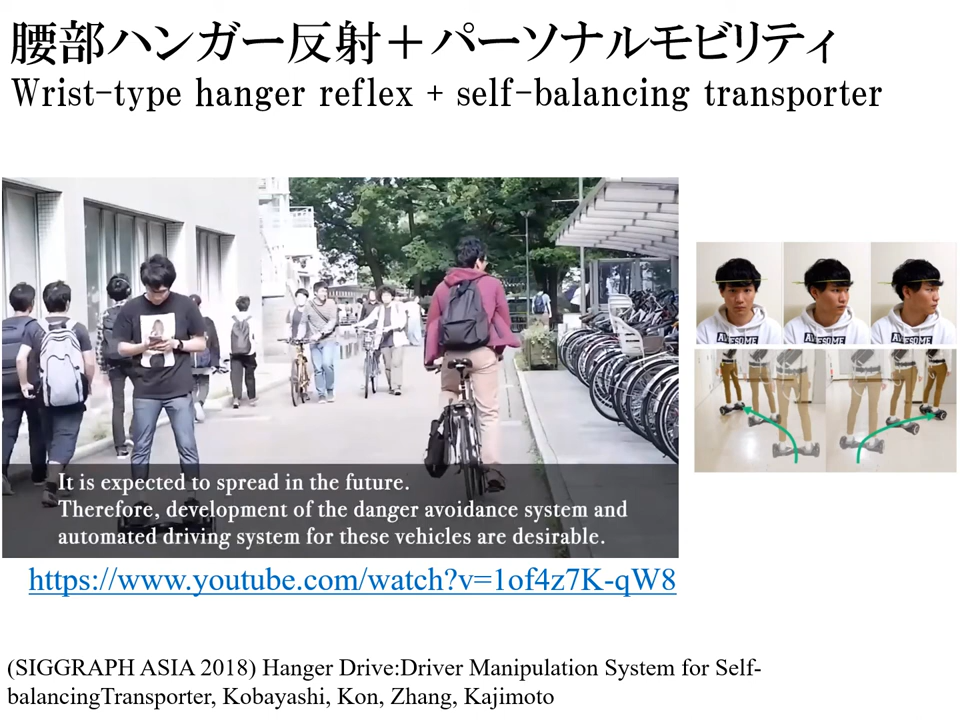 腰部ハンガー反射＋パーソナルモビリティ
Wrist-type hanger reflex + self-balancing transporter
It is expected to spread in the future.
Therefore, development of the danger avoidance system and
automated driving system for these vehicles are desirable.
AWESOME
AWESOME
AWESOME
https://www.youtube.com/watch?v=1of4z7K-qW8
(SIGGRAPH ASIA 2018) Hanger Drive:Driver Manipulation System for Self-
balancingTransporter, Kobayashi, Kon, Zhang, Kajimoto